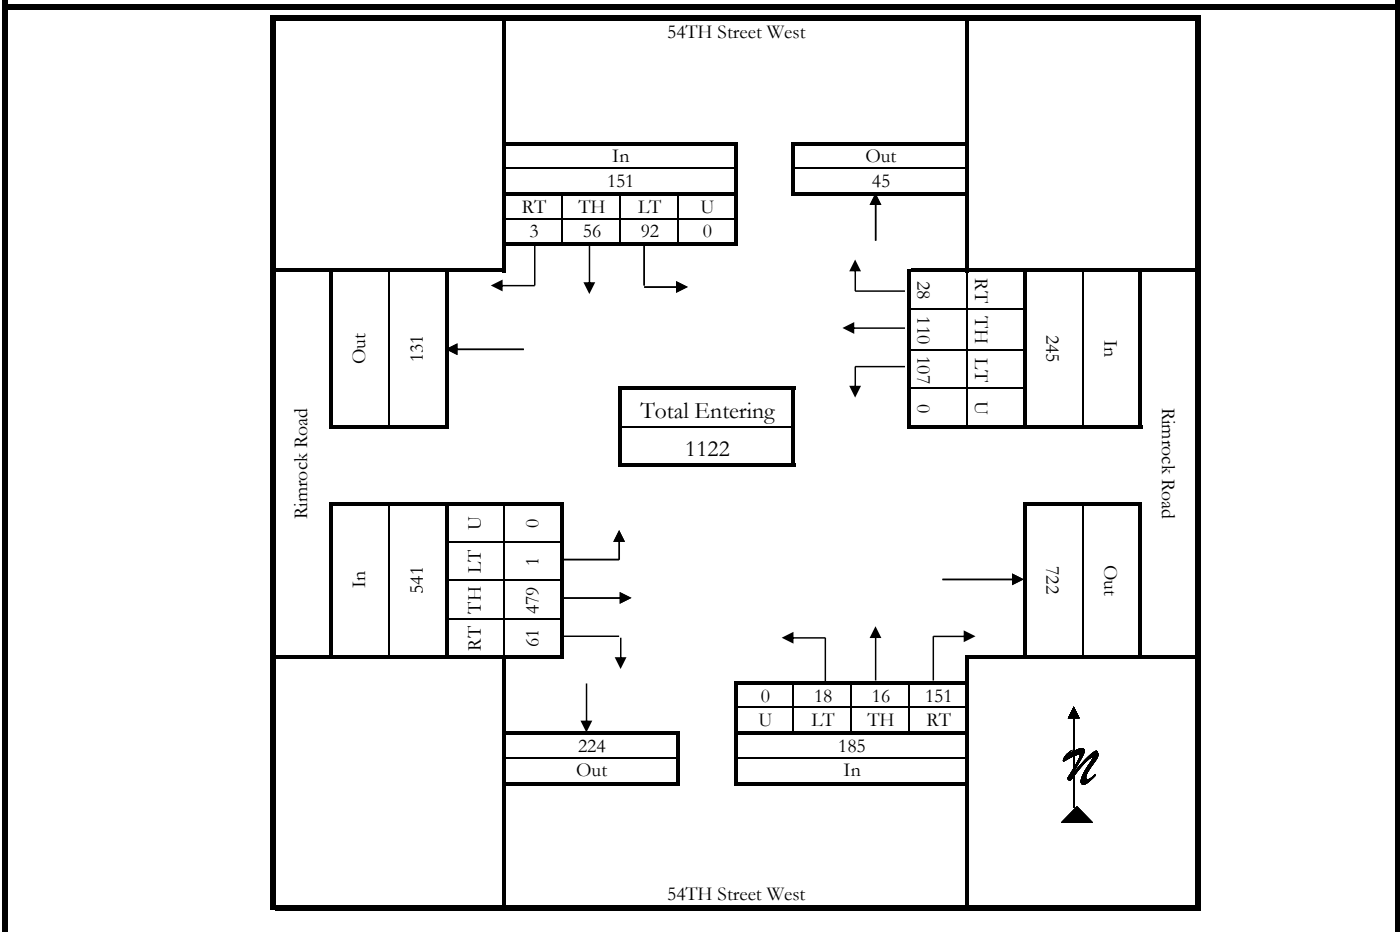 54TH Street West
In
151
RT TH LT U
3 56 92 0
Out
45
Out
131
Rimrock Road
28 RT
110 TH
107 LT
0 U
245
In
Rimrock Road
Total Entering
1122
In
541
U 0
LT 1
TH 479
RT 61
722
Out
224
Out
0 18 16 151
U LT TH RT
185
In
N
54TH Street West